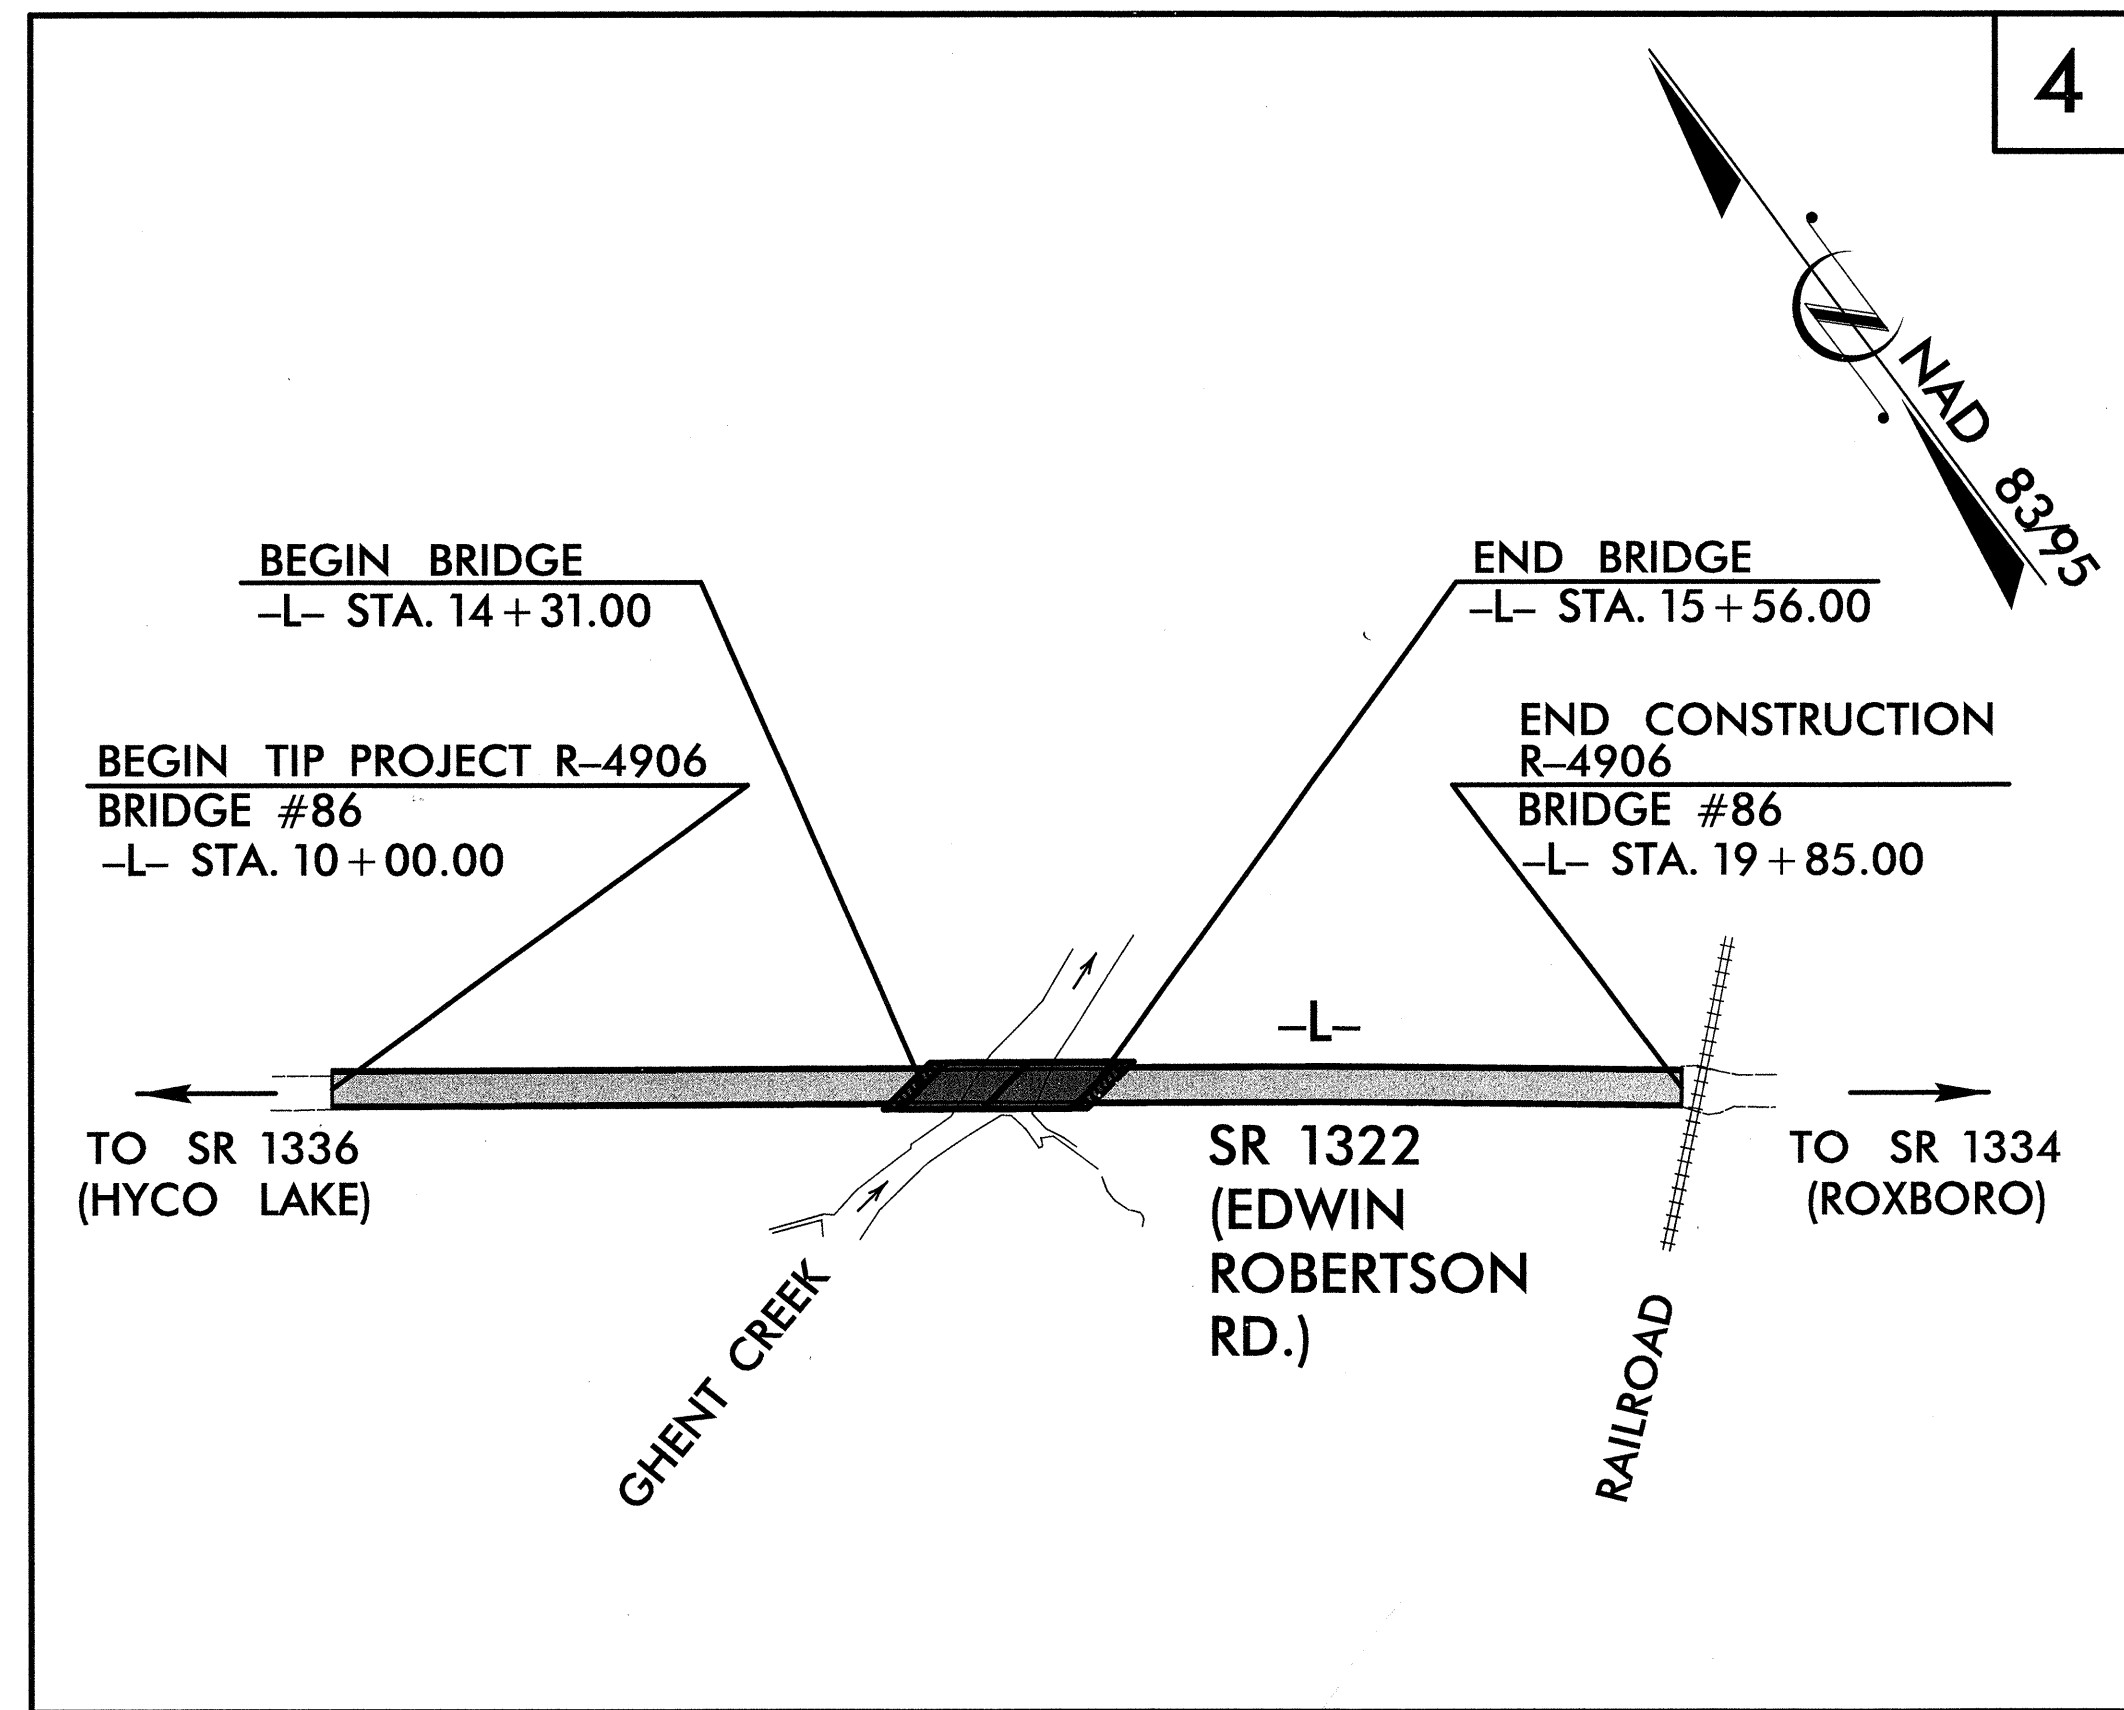 4
N
NAD 83/95
BEGIN BRIDGE
–L– STA. 14+31.00
END BRIDGE
–L– STA. 15+56.00
BEGIN TIP PROJECT R–4906
BRIDGE #86
–L– STA. 10+00.00
END CONSTRUCTION
R–4906
BRIDGE #86
–L– STA. 19+85.00
–L–
TO SR 1336
(HYCO LAKE)
SR 1322
(EDWIN
ROBERTSON
RD.)
TO SR 1334
(ROXBORO)
GHENT CREEK
RAILROAD